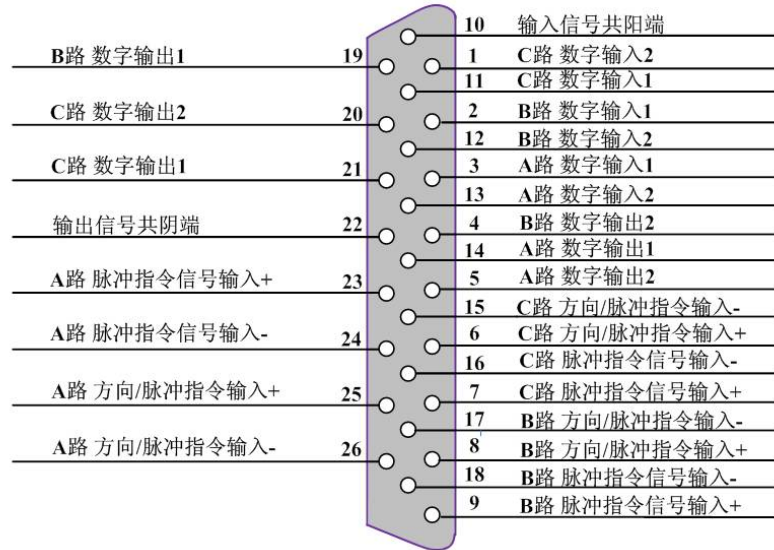 10 输入信号共阳端
B路 数字输出1 19
1 C路 数字输入2
11 C路 数字输入1
C路 数字输出2 20
2 B路 数字输入1
12 B路 数字输入2
C路 数字输出1 21
3 A路 数字输入1
13 A路 数字输入2
输出信号共阴端 22
4 B路 数字输出2
14 A路 数字输出1
A路 脉冲指令信号输入+ 23
5 A路 数字输出2
15 C路 方向/脉冲指令输入-
A路 脉冲指令信号输入- 24
6 C路 方向/脉冲指令输入+
16 C路 脉冲指令信号输入-
A路 方向/脉冲指令输入+ 25
7 C路 脉冲指令信号输入+
17 B路 方向/脉冲指令输入-
A路 方向/脉冲指令输入- 26
8 B路 方向/脉冲指令输入+
18 B路 脉冲指令信号输入-
9 B路 脉冲指令信号输入+